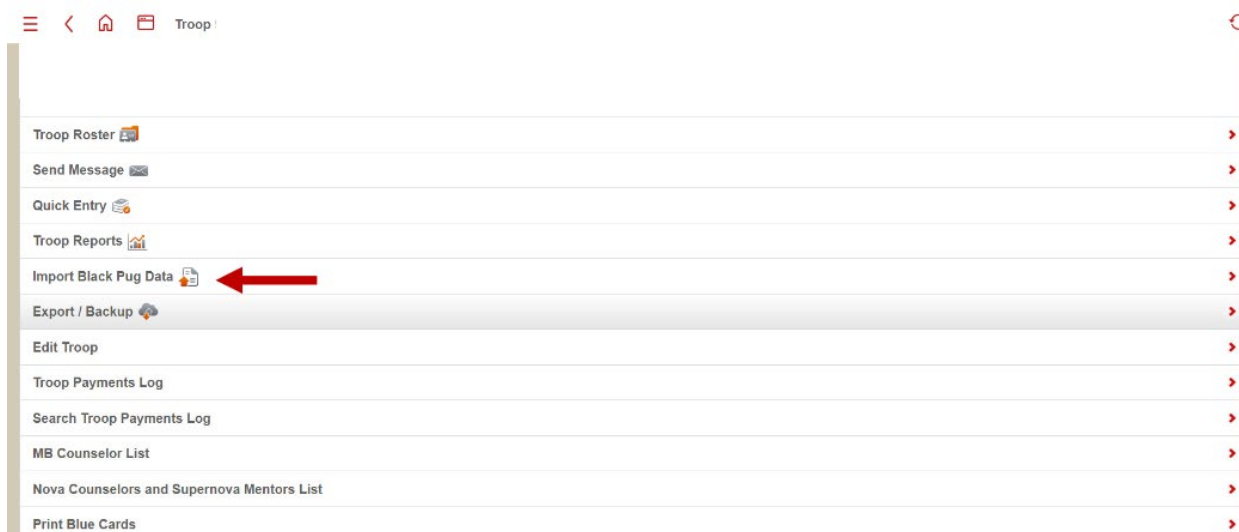 Troop
Troop Roster
Send Message
Quick Entry
Troop Reports
Import Black Pug Data
Export / Backup
Edit Troop
Troop Payments Log
Search Troop Payments Log
MB Counselor List
Nova Counselors and Supernova Mentors List
Print Blue Cards